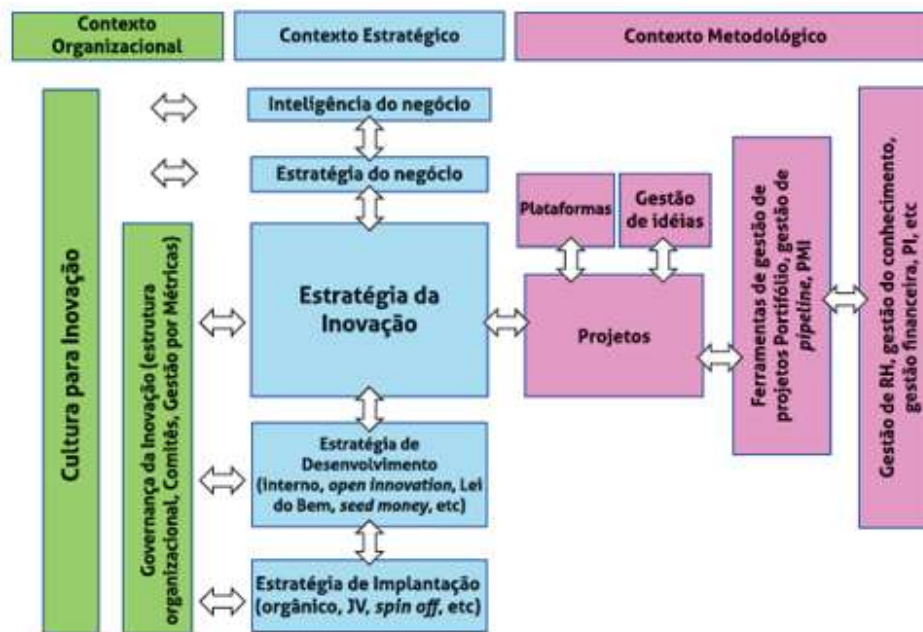 Contexto
Organizacional
Contexto Estratégico
Contexto Metodológico
Cultura para Inovação
Governança da Inovação (estrutura
organizacional, Comitês, Gestão por Métricas)
Inteligência do negócio
Estratégia do negócio
Estratégia da
Inovação
Estratégia de
Desenvolvimento
(interno, open innovation, Lei
do Bem, seed money, etc)
Estratégia de Implantação
(orgânico, JV, spin off, etc)
Plataformas
Gestão
de idéias
Projetos
Ferramentas de gestão de
projetos Portifólio, gestão de
pipeline, PMI
Gestão de RH, gestão do conhecimento,
gestão financeira, PI, etc